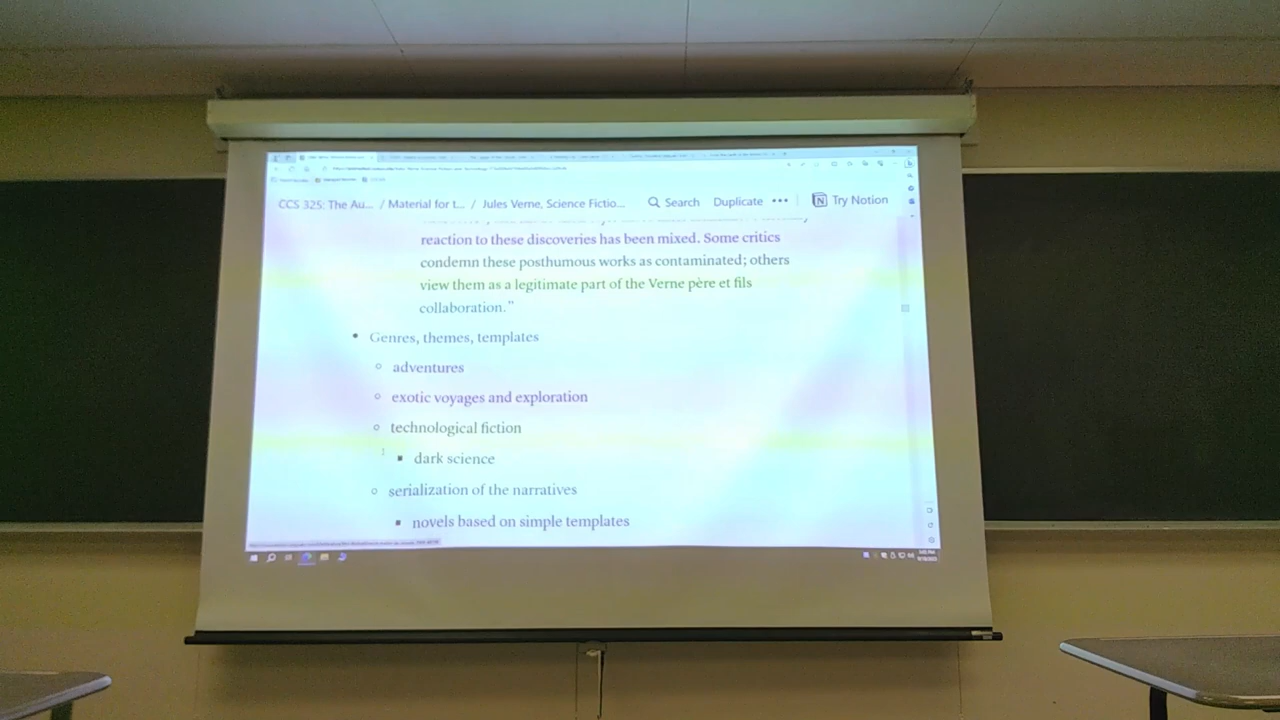 CCS 325: The Au... / Material for t... / Jules Verne, Science Fictio... Search Duplicate ••• Try Notion
reaction to these discoveries has been mixed. Some critics
condemn these posthumous works as contaminated; others
view them as a legitimate part of the Verne père et fils
collaboration."
• Genres, themes, templates
◦ adventures
◦ exotic voyages and exploration
◦ technological fiction
▪ dark science
◦ serialization of the narratives
▪ novels based on simple templates